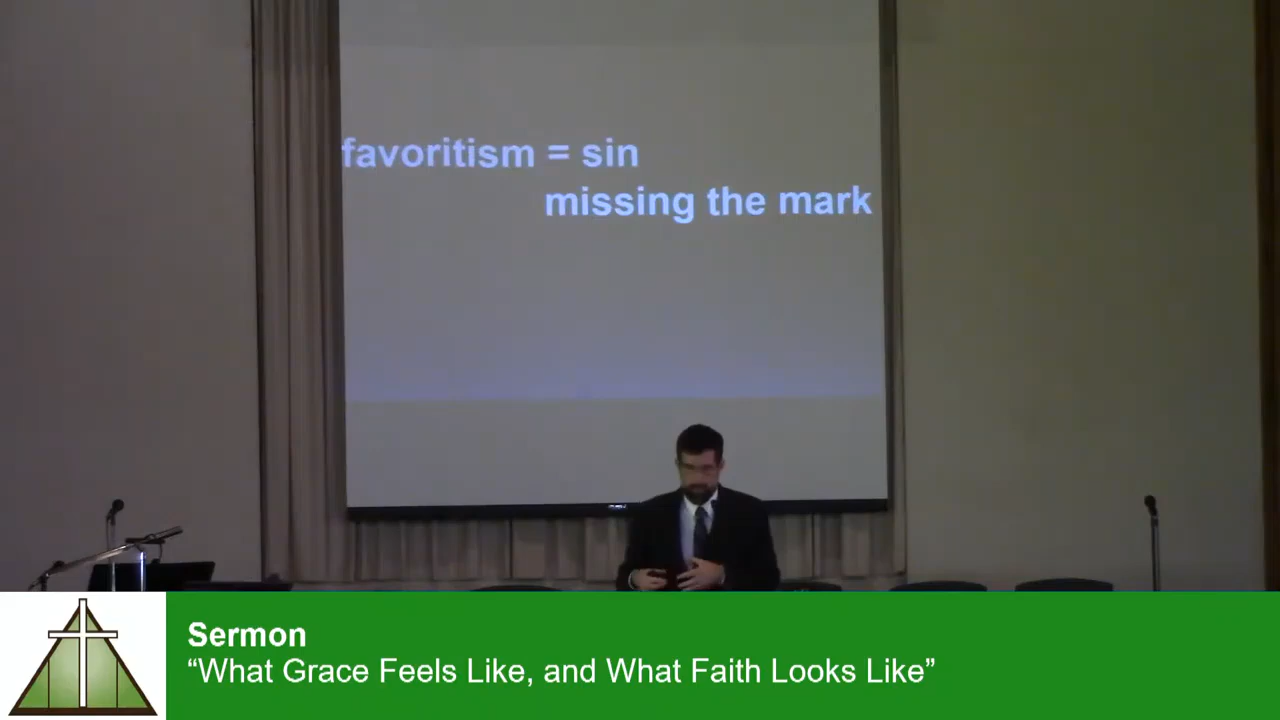 favoritism = sin
missing the mark
Sermon
“What Grace Feels Like, and What Faith Looks Like”